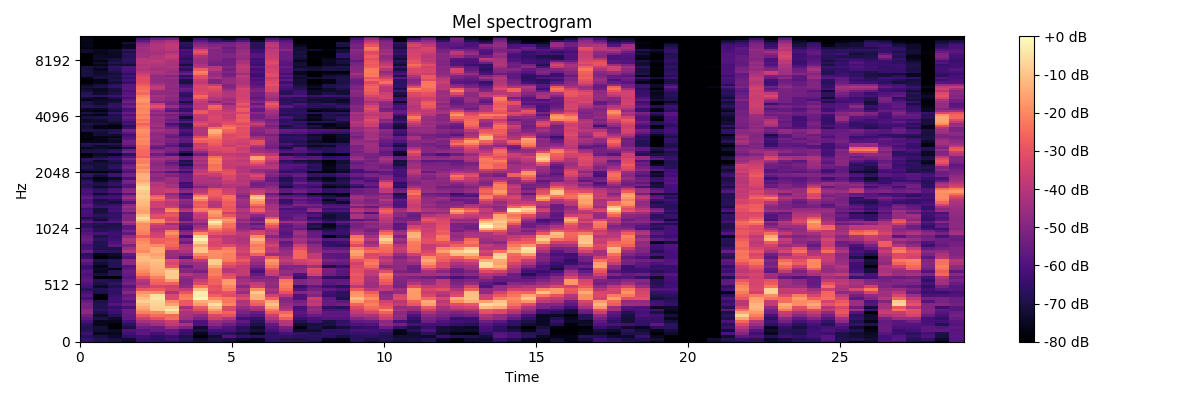 Mel spectrogram
+0 dB
8192
-10 dB
4096
-20 dB
-30 dB
Hz
2048
-40 dB
1024
-50 dB
-60 dB
512
-70 dB
0
-80 dB
0 5 10 15 20 25
Time